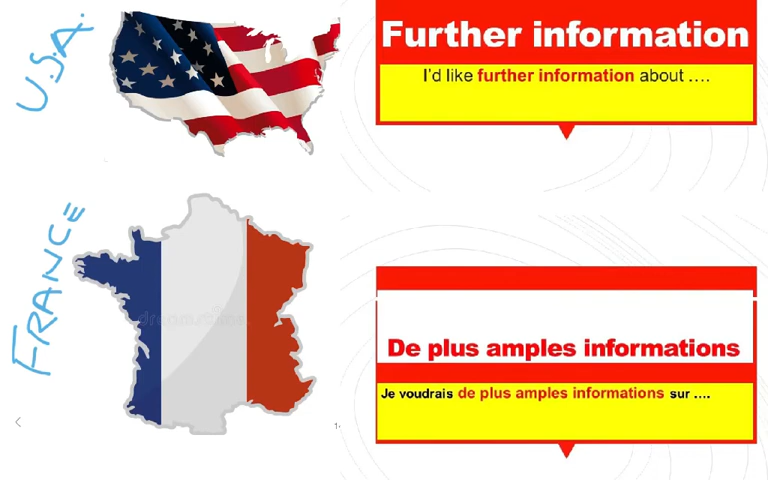 U.S.A.
Further information
I'd like further information about ....
FRANCE
De plus amples informations
Je voudrais de plus amples informations sur ....